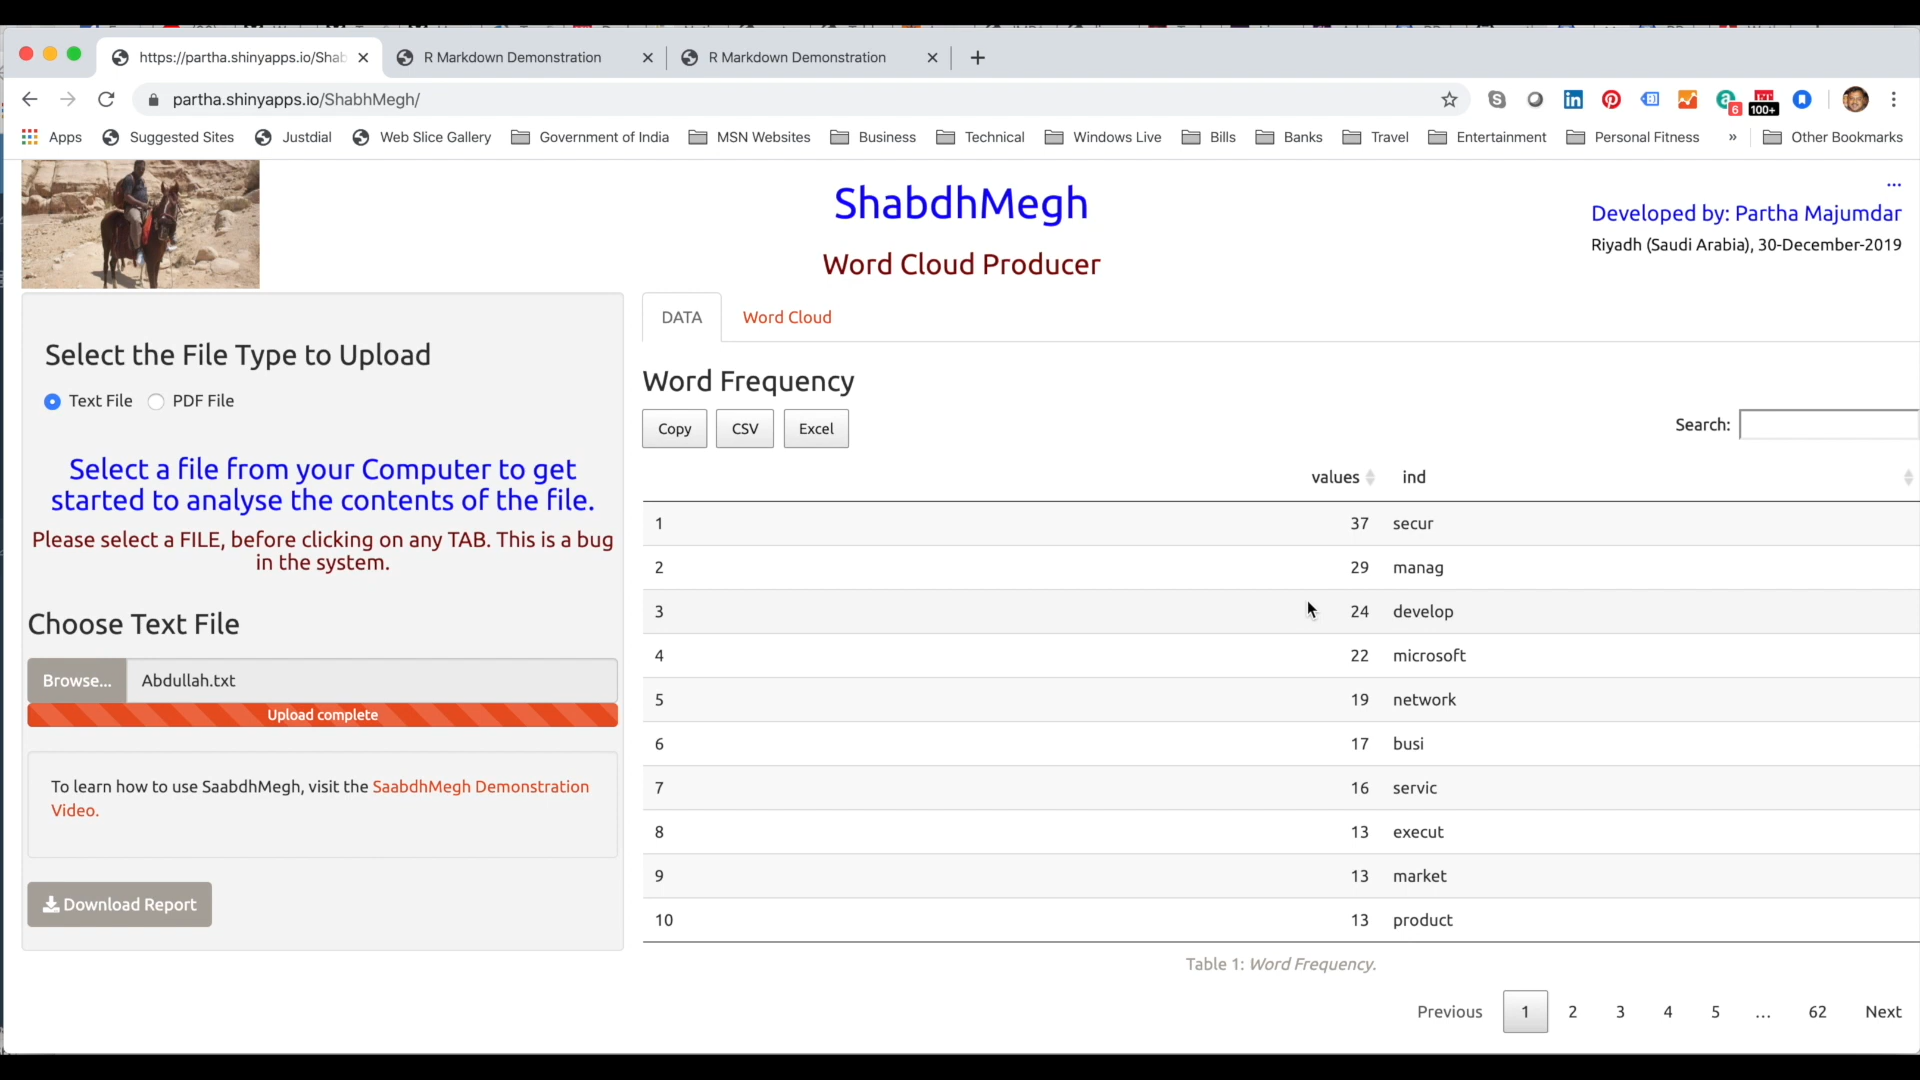 https://partha.shinyapps.io/Shab
R Markdown Demonstration
R Markdown Demonstration
partha.shinyapps.io/ShabhMegh/
6
100+
Apps
Suggested Sites
Justdial
Web Slice Gallery
Government of India
MSN Websites
Business
Technical
Windows Live
Bills
Banks
Travel
Entertainment
Personal Fitness
»
Other Bookmarks
ShabdhMegh
Word Cloud Producer
...
Developed by: Partha Majumdar
Riyadh (Saudi Arabia), 30-December-2019
Select the File Type to Upload
Text File
PDF File
Select a file from your Computer to get
started to analyse the contents of the file.
Please select a FILE, before clicking on any TAB. This is a bug
in the system.
Choose Text File
Browse...
Abdullah.txt
Upload complete
To learn how to use SaabdhMegh, visit the SaabdhMegh Demonstration
Video.
Download Report
DATA
Word Cloud
Word Frequency
Copy
CSV
Excel
Search:
values ind
1 37 secur
2 29 manag
3 24 develop
4 22 microsoft
5 19 network
6 17 busi
7 16 servic
8 13 execut
9 13 market
10 13 product
Table 1: Word Frequency.
Previous 1 2 3 4 5 ... 62 Next